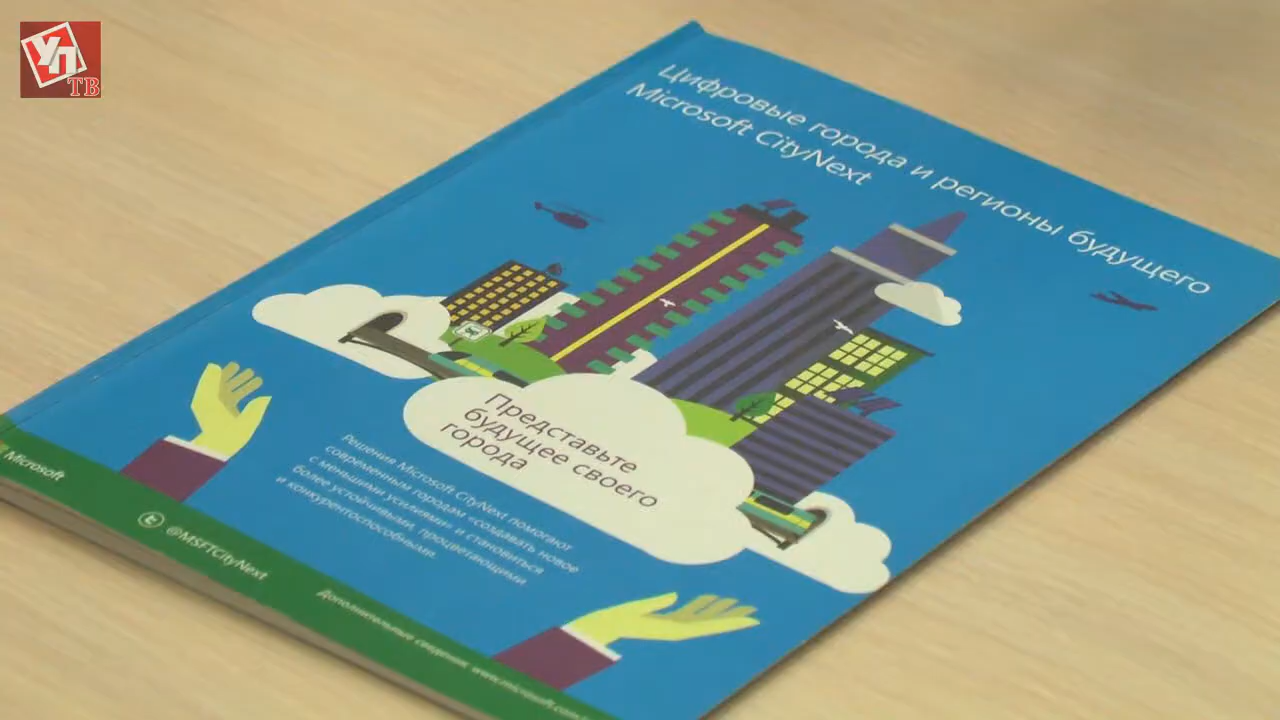 УП
ТВ
Цифровые города и регионы будущего
Microsoft CityNext
Представьте
будущее своего
города
Решения Microsoft CityNext помогают
современным городам «создавать новое
с меньшими усилиями» и становиться
более устойчивыми, процветающими
и конкурентоспособными.
Microsoft
@MSFTCityNext
Дополнительные сведения: www.microsoft.com/